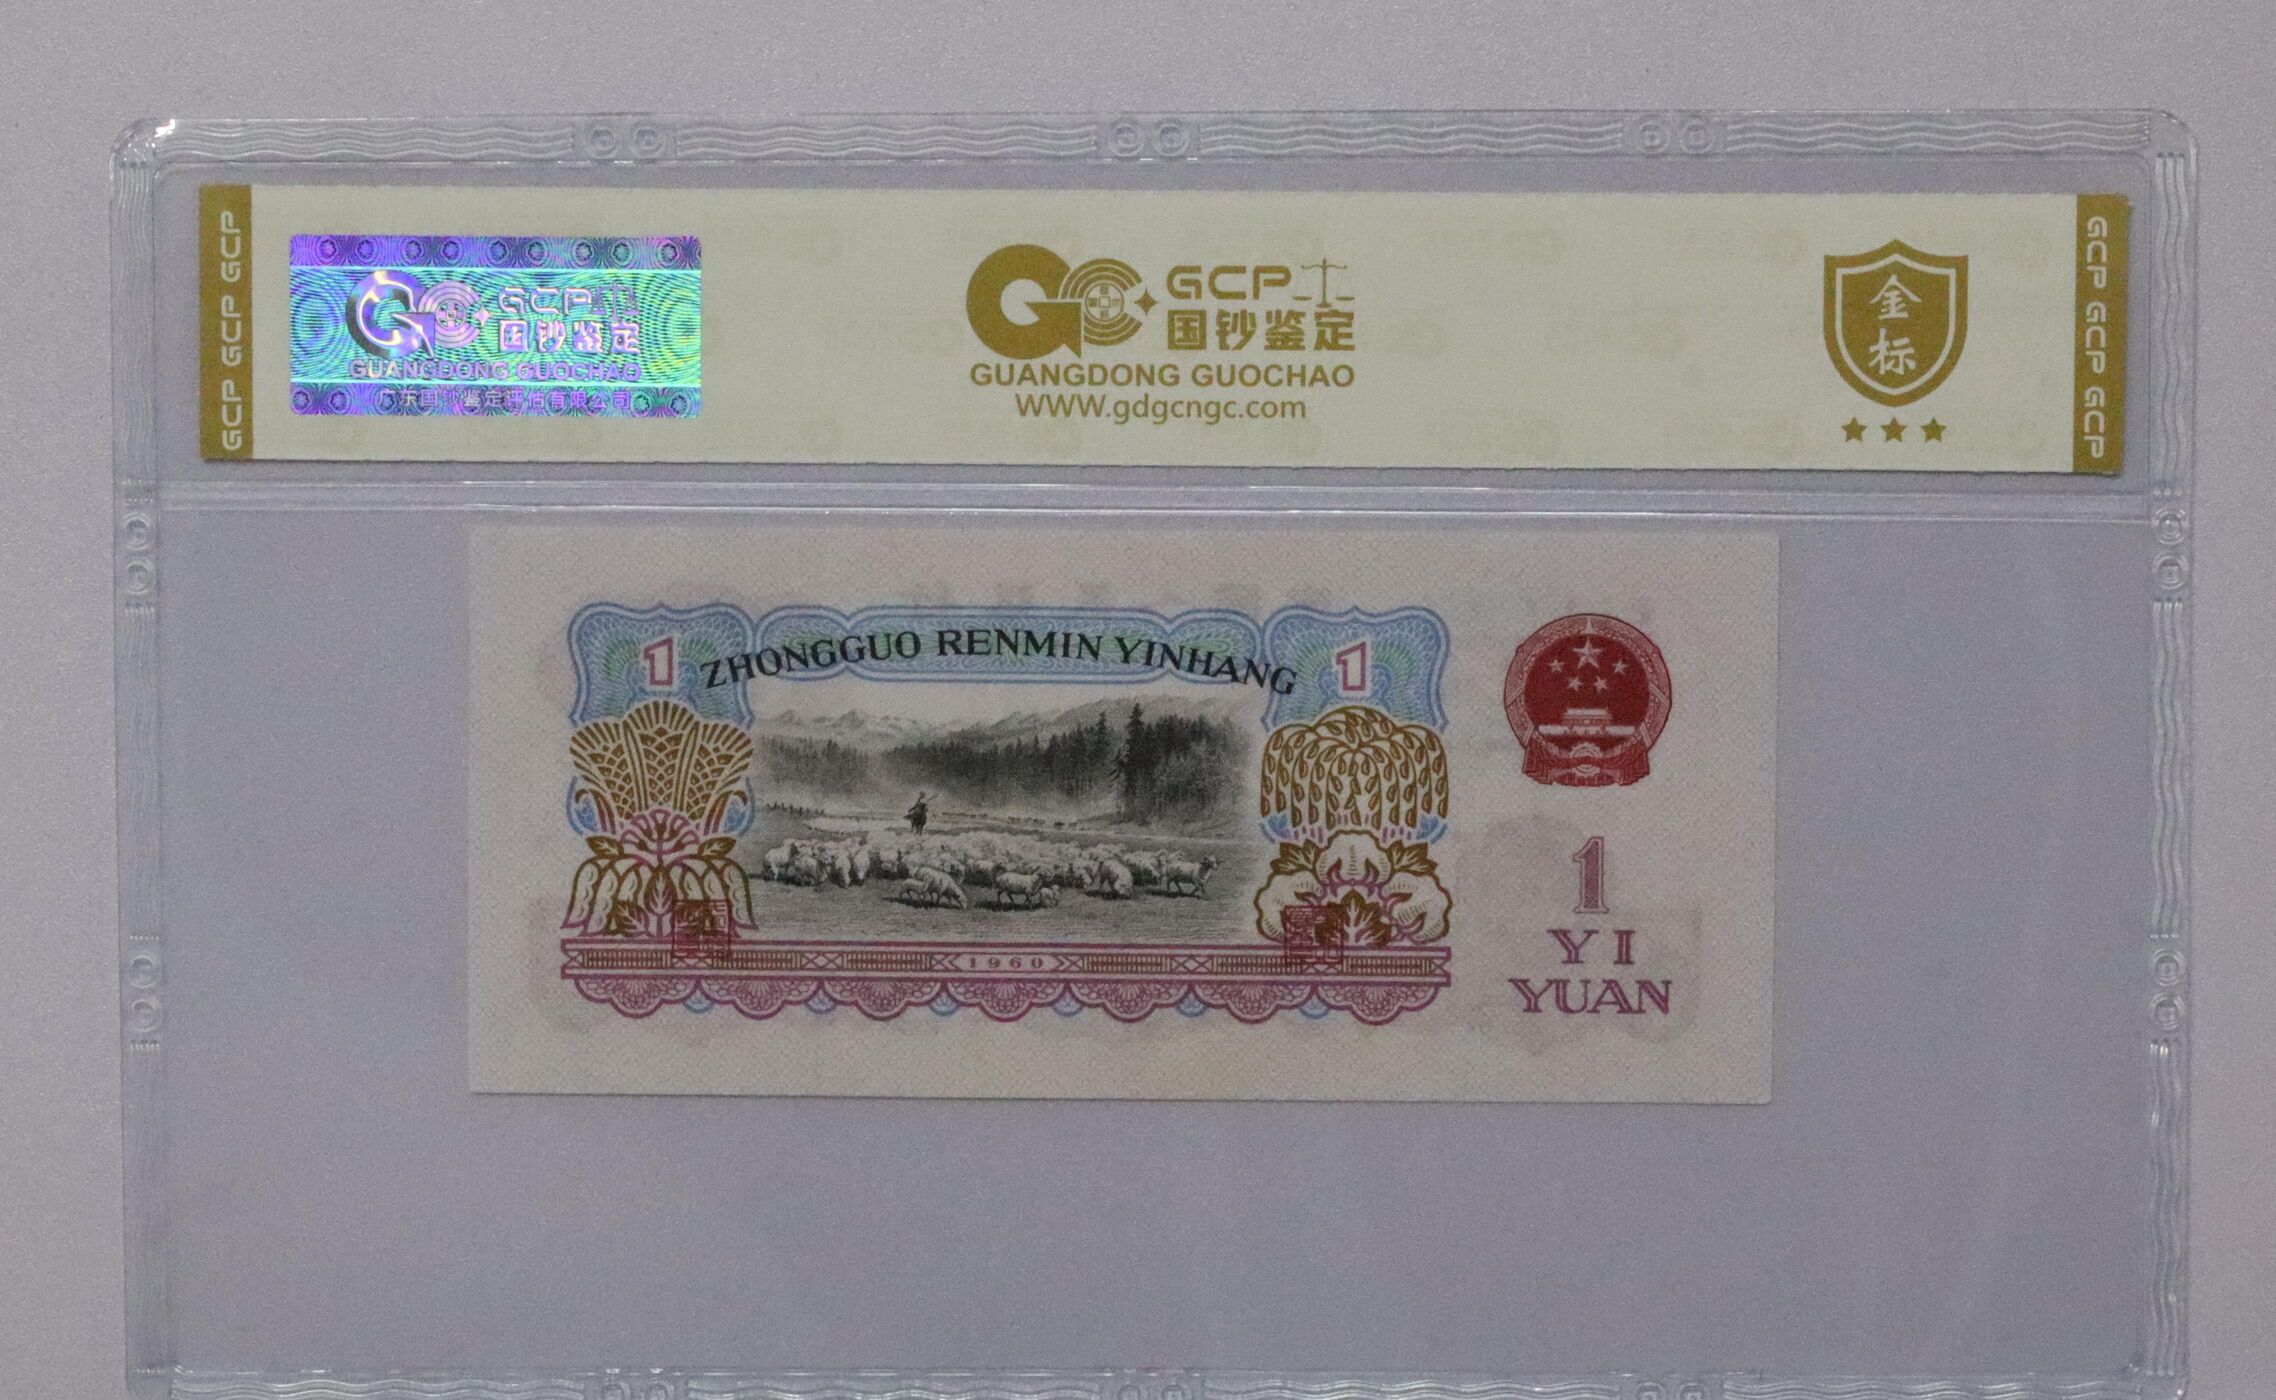 GCP GCP GCP
GCP
国钞鉴定
GUANGDONG GUOCHAO
广东国钞鉴定评估有限公司
GCP
国钞鉴定
GUANGDONG GUOCHAO
WWW.gdgcngc.com
金
标
GCP GCP GCP
1
ZHONGGUO RENMIN YINHANG
1
1
YI
YUAN
1960